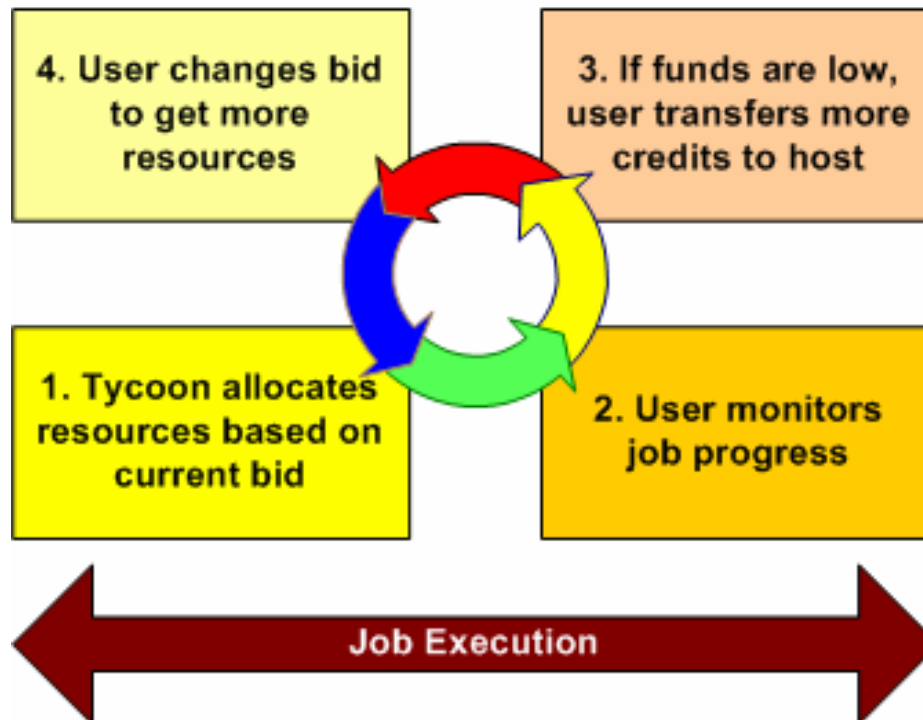 4. User changes bid
to get more
resources
3. If funds are low,
user transfers more
credits to host
1. Tycoon allocates
resources based on
current bid
2. User monitors
job progress
Job Execution